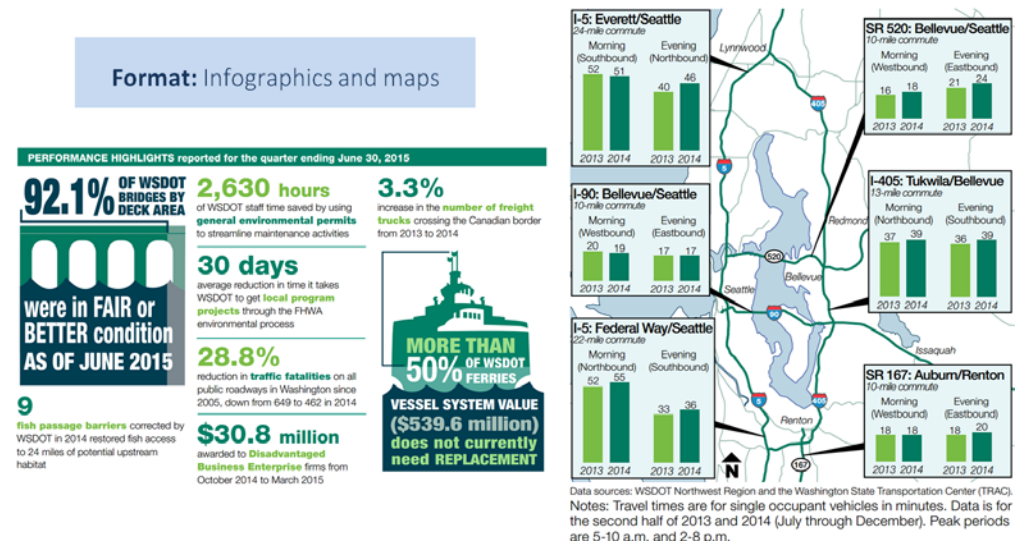 Format: Infographics and maps
PERFORMANCE HIGHLIGHTS reported for the quarter ending June 30, 2015
92.1% OF WSDOT
BRIDGES BY
DECK AREA
were in FAIR or
BETTER condition
AS OF JUNE 2015
9
fish passage barriers corrected by
WSDOT in 2014 restored fish access
to 24 miles of potential upstream
habitat
2,630 hours
of WSDOT staff time saved by using
general environmental permits
to streamline maintenance activities
30 days
average reduction in time it takes
WSDOT to get local program
projects through the FHWA
environmental process
28.8%
reduction in traffic fatalities on all
public roadways in Washington since
2005, down from 649 to 462 in 2014
$30.8 million
awarded to Disadvantaged
Business Enterprise firms from
October 2014 to March 2015
3.3%
increase in the number of freight
trucks crossing the Canadian border
from 2013 to 2014
MORE THAN
50% OF WSDOT
FERRIES
VESSEL SYSTEM VALUE
($539.6 million)
does not currently
need REPLACEMENT
I-5: Everett/Seattle
24-mile commute
Morning Evening
(Southbound) (Northbound)
52 51 40 46
2013 2014 2013 2014
I-90: Bellevue/Seattle
10-mile commute
Morning Evening
(Westbound) (Eastbound)
20 19 17 17
2013 2014 2013 2014
I-5: Federal Way/Seattle
22-mile commute
Morning Evening
(Northbound) (Southbound)
52 55 33 36
2013 2014 2013 2014
Lynnwood
405
5
Redmond
520
Bellevue
Seattle
90
Issaquah
5
405
Renton
N
167
SR 520: Bellevue/Seattle
10-mile commute
Morning Evening
(Westbound) (Eastbound)
16 18 21 24
2013 2014 2013 2014
I-405: Tukwila/Bellevue
13-mile commute
Morning Evening
(Northbound) (Southbound)
37 39 36 39
2013 2014 2013 2014
SR 167: Auburn/Renton
10-mile commute
Morning Evening
(Westbound) (Eastbound)
18 18 18 20
2013 2014 2013 2014
Data sources: WSDOT Northwest Region and the Washington State Transportation Center (TRAC).
Notes: Travel times are for single occupant vehicles in minutes. Data is for
the second half of 2013 and 2014 (July through December). Peak periods
are 5-10 a.m. and 2-8 p.m.